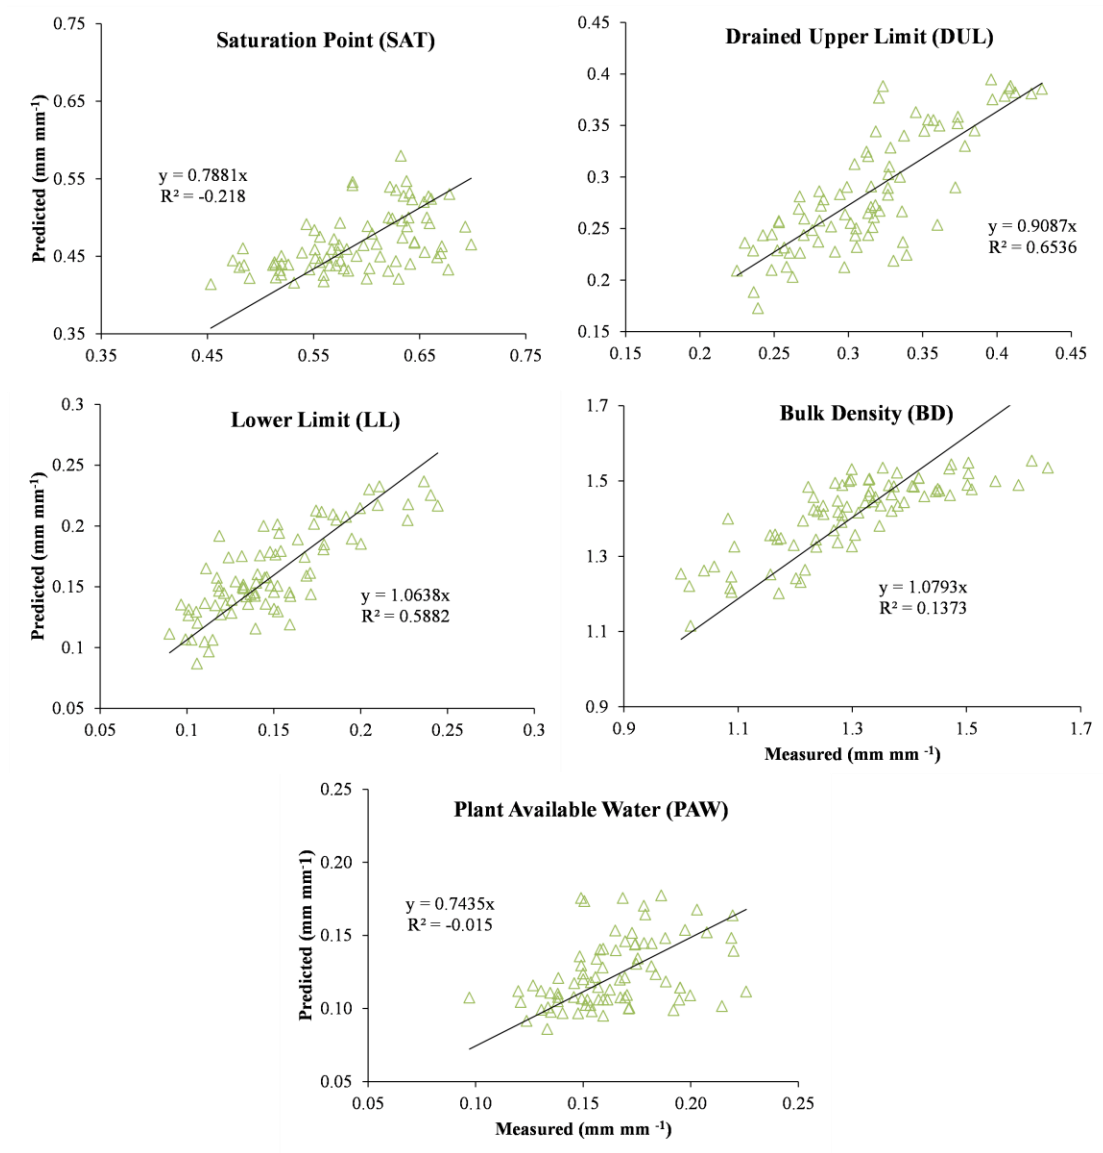 Saturation Point (SAT)
0.75
0.65
0.55
0.45
0.35
Predicted (mm mm-1)
y = 0.7881x
R² = -0.218
0.35 0.45 0.55 0.65 0.75
Drained Upper Limit (DUL)
0.45
0.4
0.35
0.3
0.25
0.2
0.15
y = 0.9087x
R² = 0.6536
0.15 0.2 0.25 0.3 0.35 0.4 0.45
Lower Limit (LL)
0.3
0.25
0.2
0.15
0.1
0.05
Predicted (mm mm-1)
y = 1.0638x
R² = 0.5882
0.05 0.1 0.15 0.2 0.25 0.3
Bulk Density (BD)
1.7
1.5
1.3
1.1
0.9
y = 1.0793x
R² = 0.1373
0.9 1.1 1.3 1.5 1.7
Measured (mm mm -1)
Plant Available Water (PAW)
0.25
0.20
0.15
0.10
0.05
Predicted (mm mm-1)
y = 0.7435x
R² = -0.015
0.05 0.10 0.15 0.20 0.25
Measured (mm mm -1)